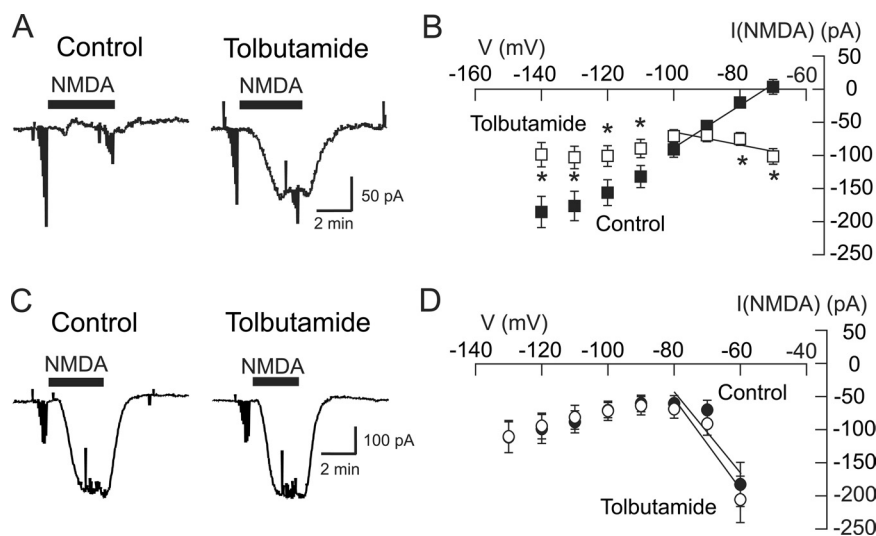 A
Control
Tolbutamide
NMDA
NMDA
50 pA
2 min
B
V (mV)
I(NMDA) (pA)
-160 -140 -120 -100 -80 -60
50
0
-50
-100
-150
-200
-250
Tolbutamide
* *
* *
* *
Control
C
Control
Tolbutamide
NMDA
NMDA
100 pA
2 min
D
V (mV)
I(NMDA) (pA)
-140 -120 -100 -80 -60 -40
50
0
-50
-100
-150
-200
-250
Control
Tolbutamide